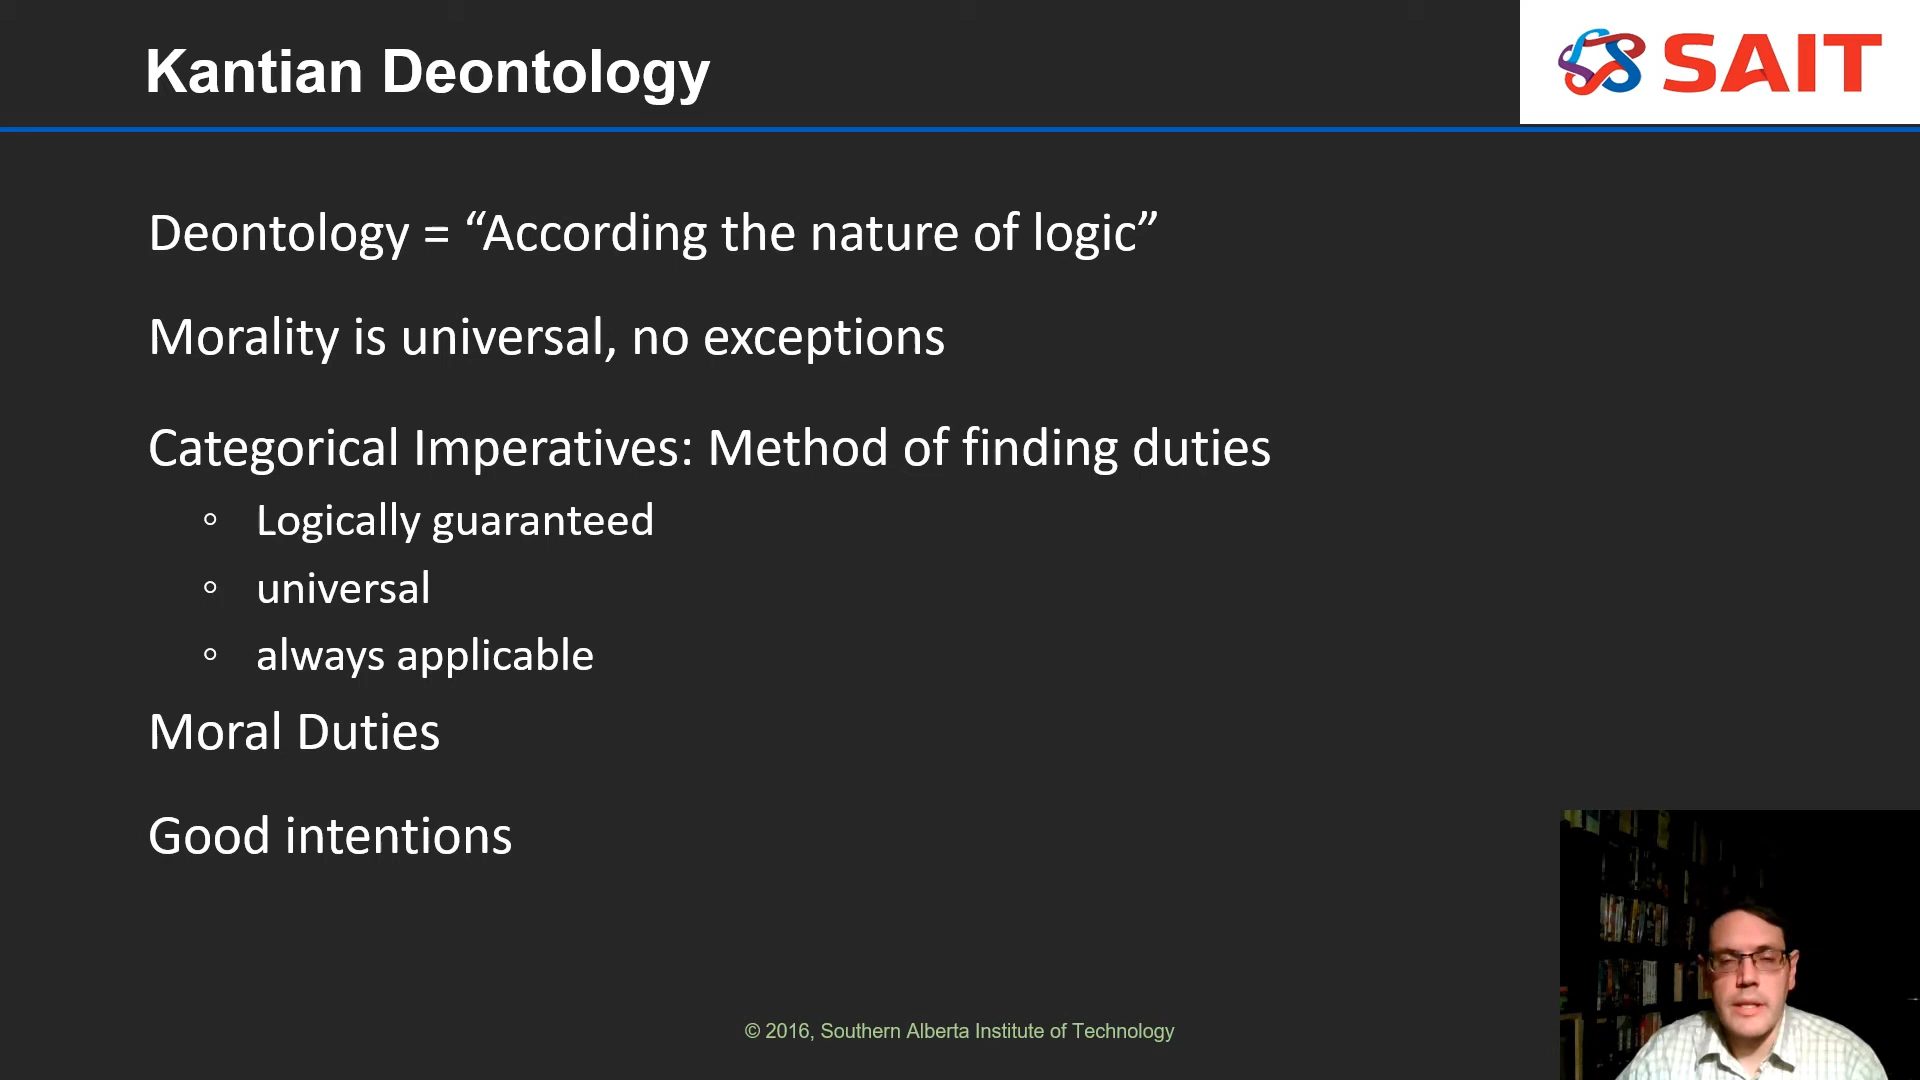 Kantian Deontology
SAIT
Deontology = “According the nature of logic”
Morality is universal, no exceptions
Categorical Imperatives: Method of finding duties
◦ Logically guaranteed
◦ universal
◦ always applicable
Moral Duties
Good intentions
© 2016, Southern Alberta Institute of Technology